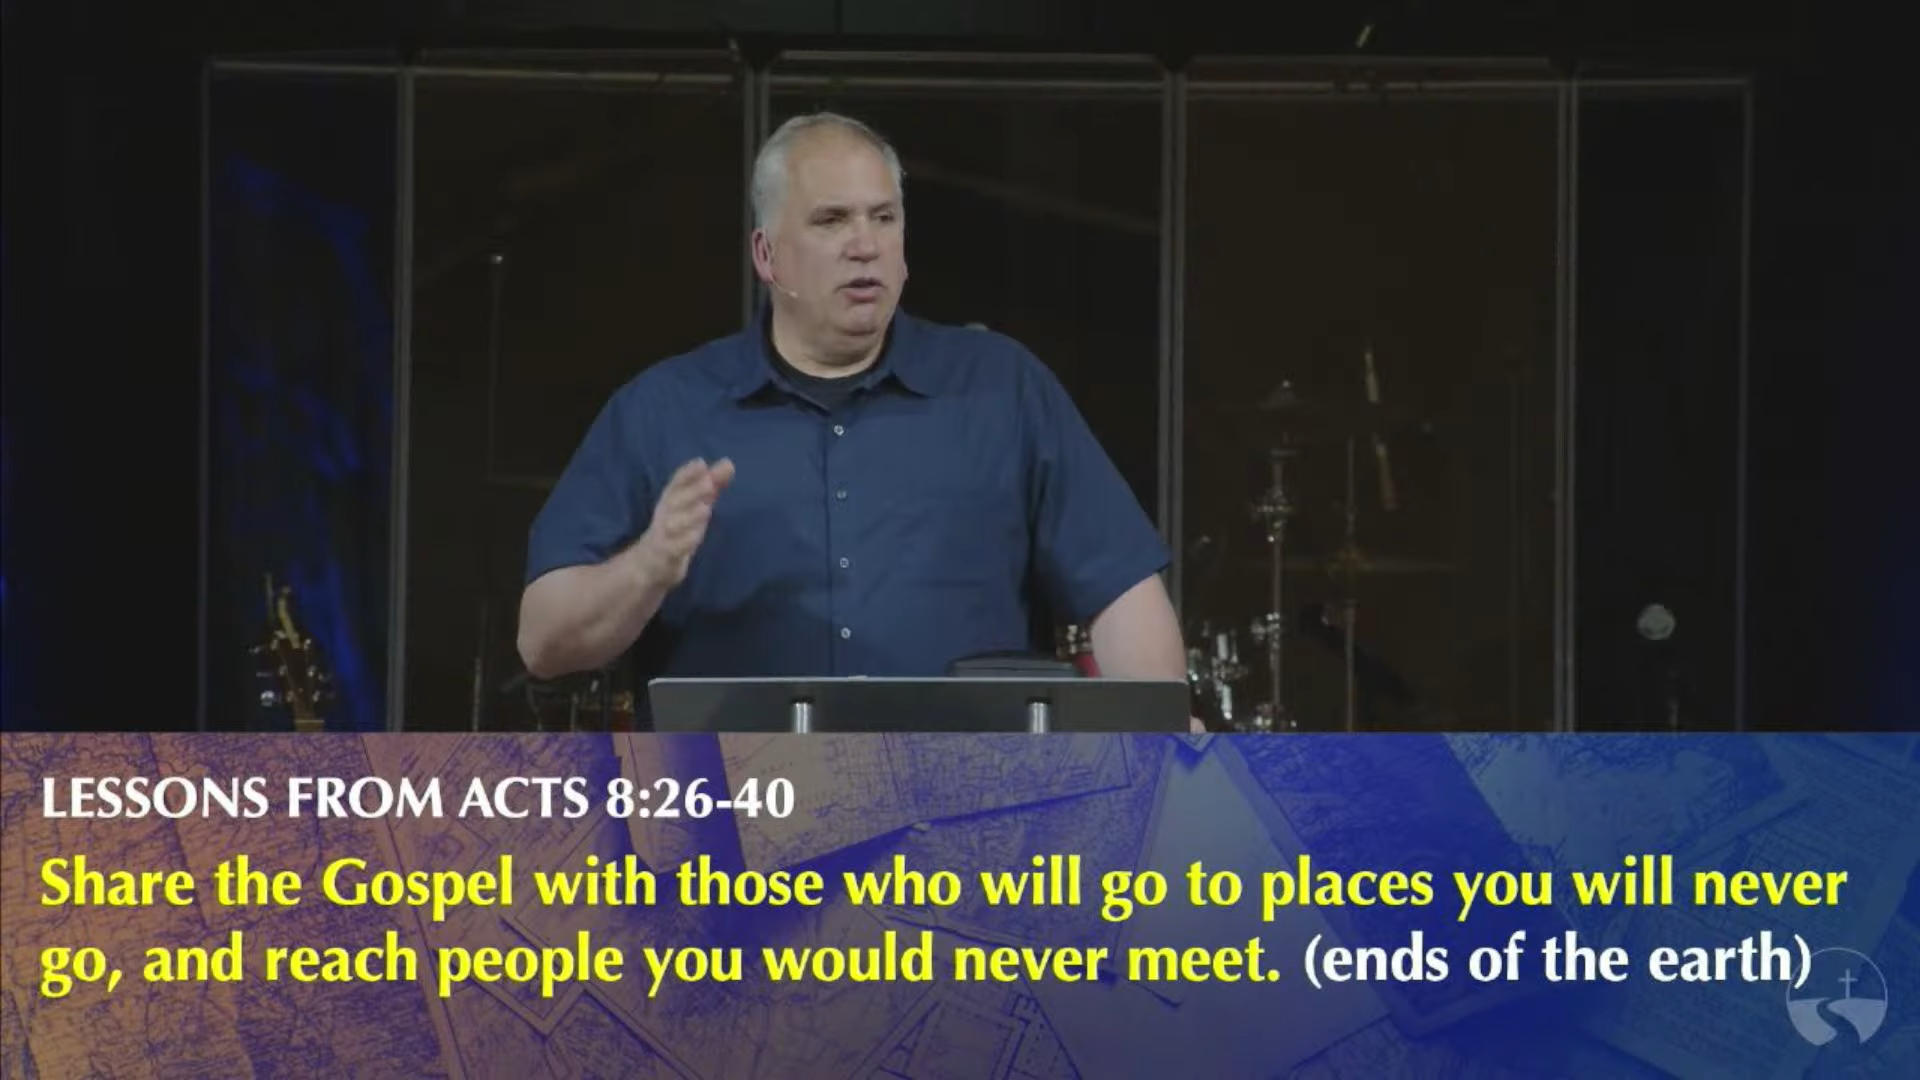 LESSONS FROM ACTS 8:26-40
Share the Gospel with those who will go to places you will never
go, and reach people you would never meet. (ends of the earth)